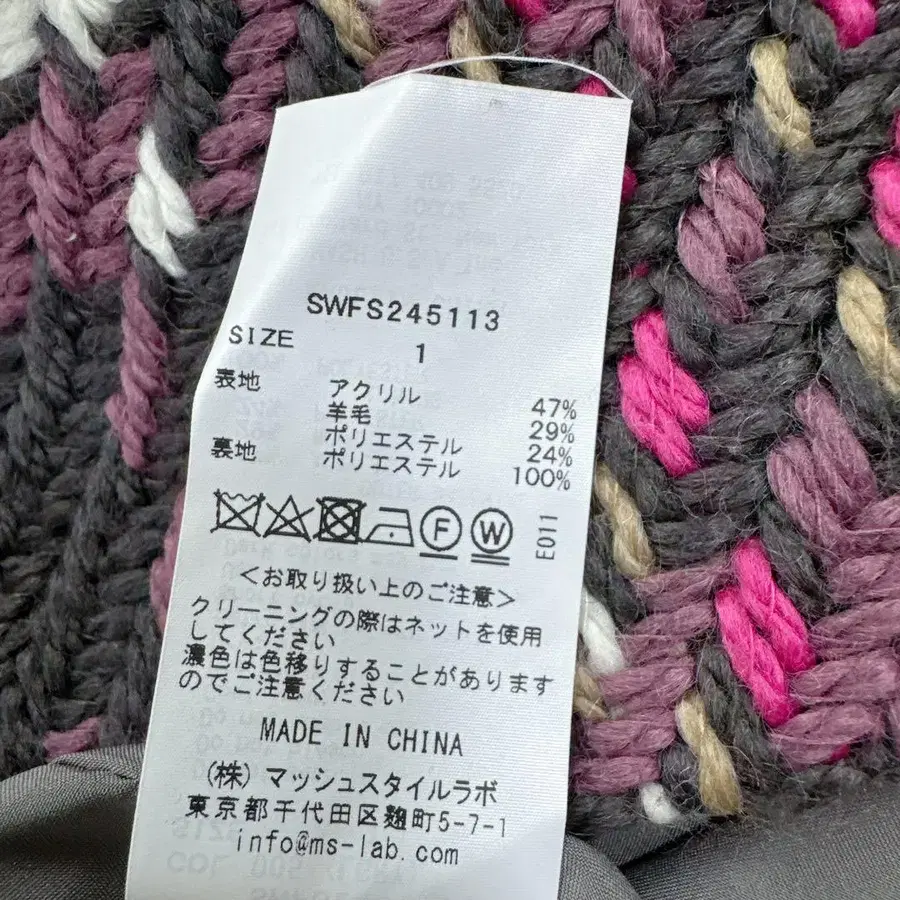 SWFS245113
SIZE 1
表地 アクリル 47%
羊毛 29%
ポリエステル 24%
裏地 ポリエステル 100%
F W E011
<お取り扱い上のご注意>
クリーニングの際はネットを使用
してください
濃色は色移りすることがあります
のでご注意ください
MADE IN CHINA
(株)マッシュスタイルラボ
東京都千代田区麹町5-7-1
info@ms-lab.com